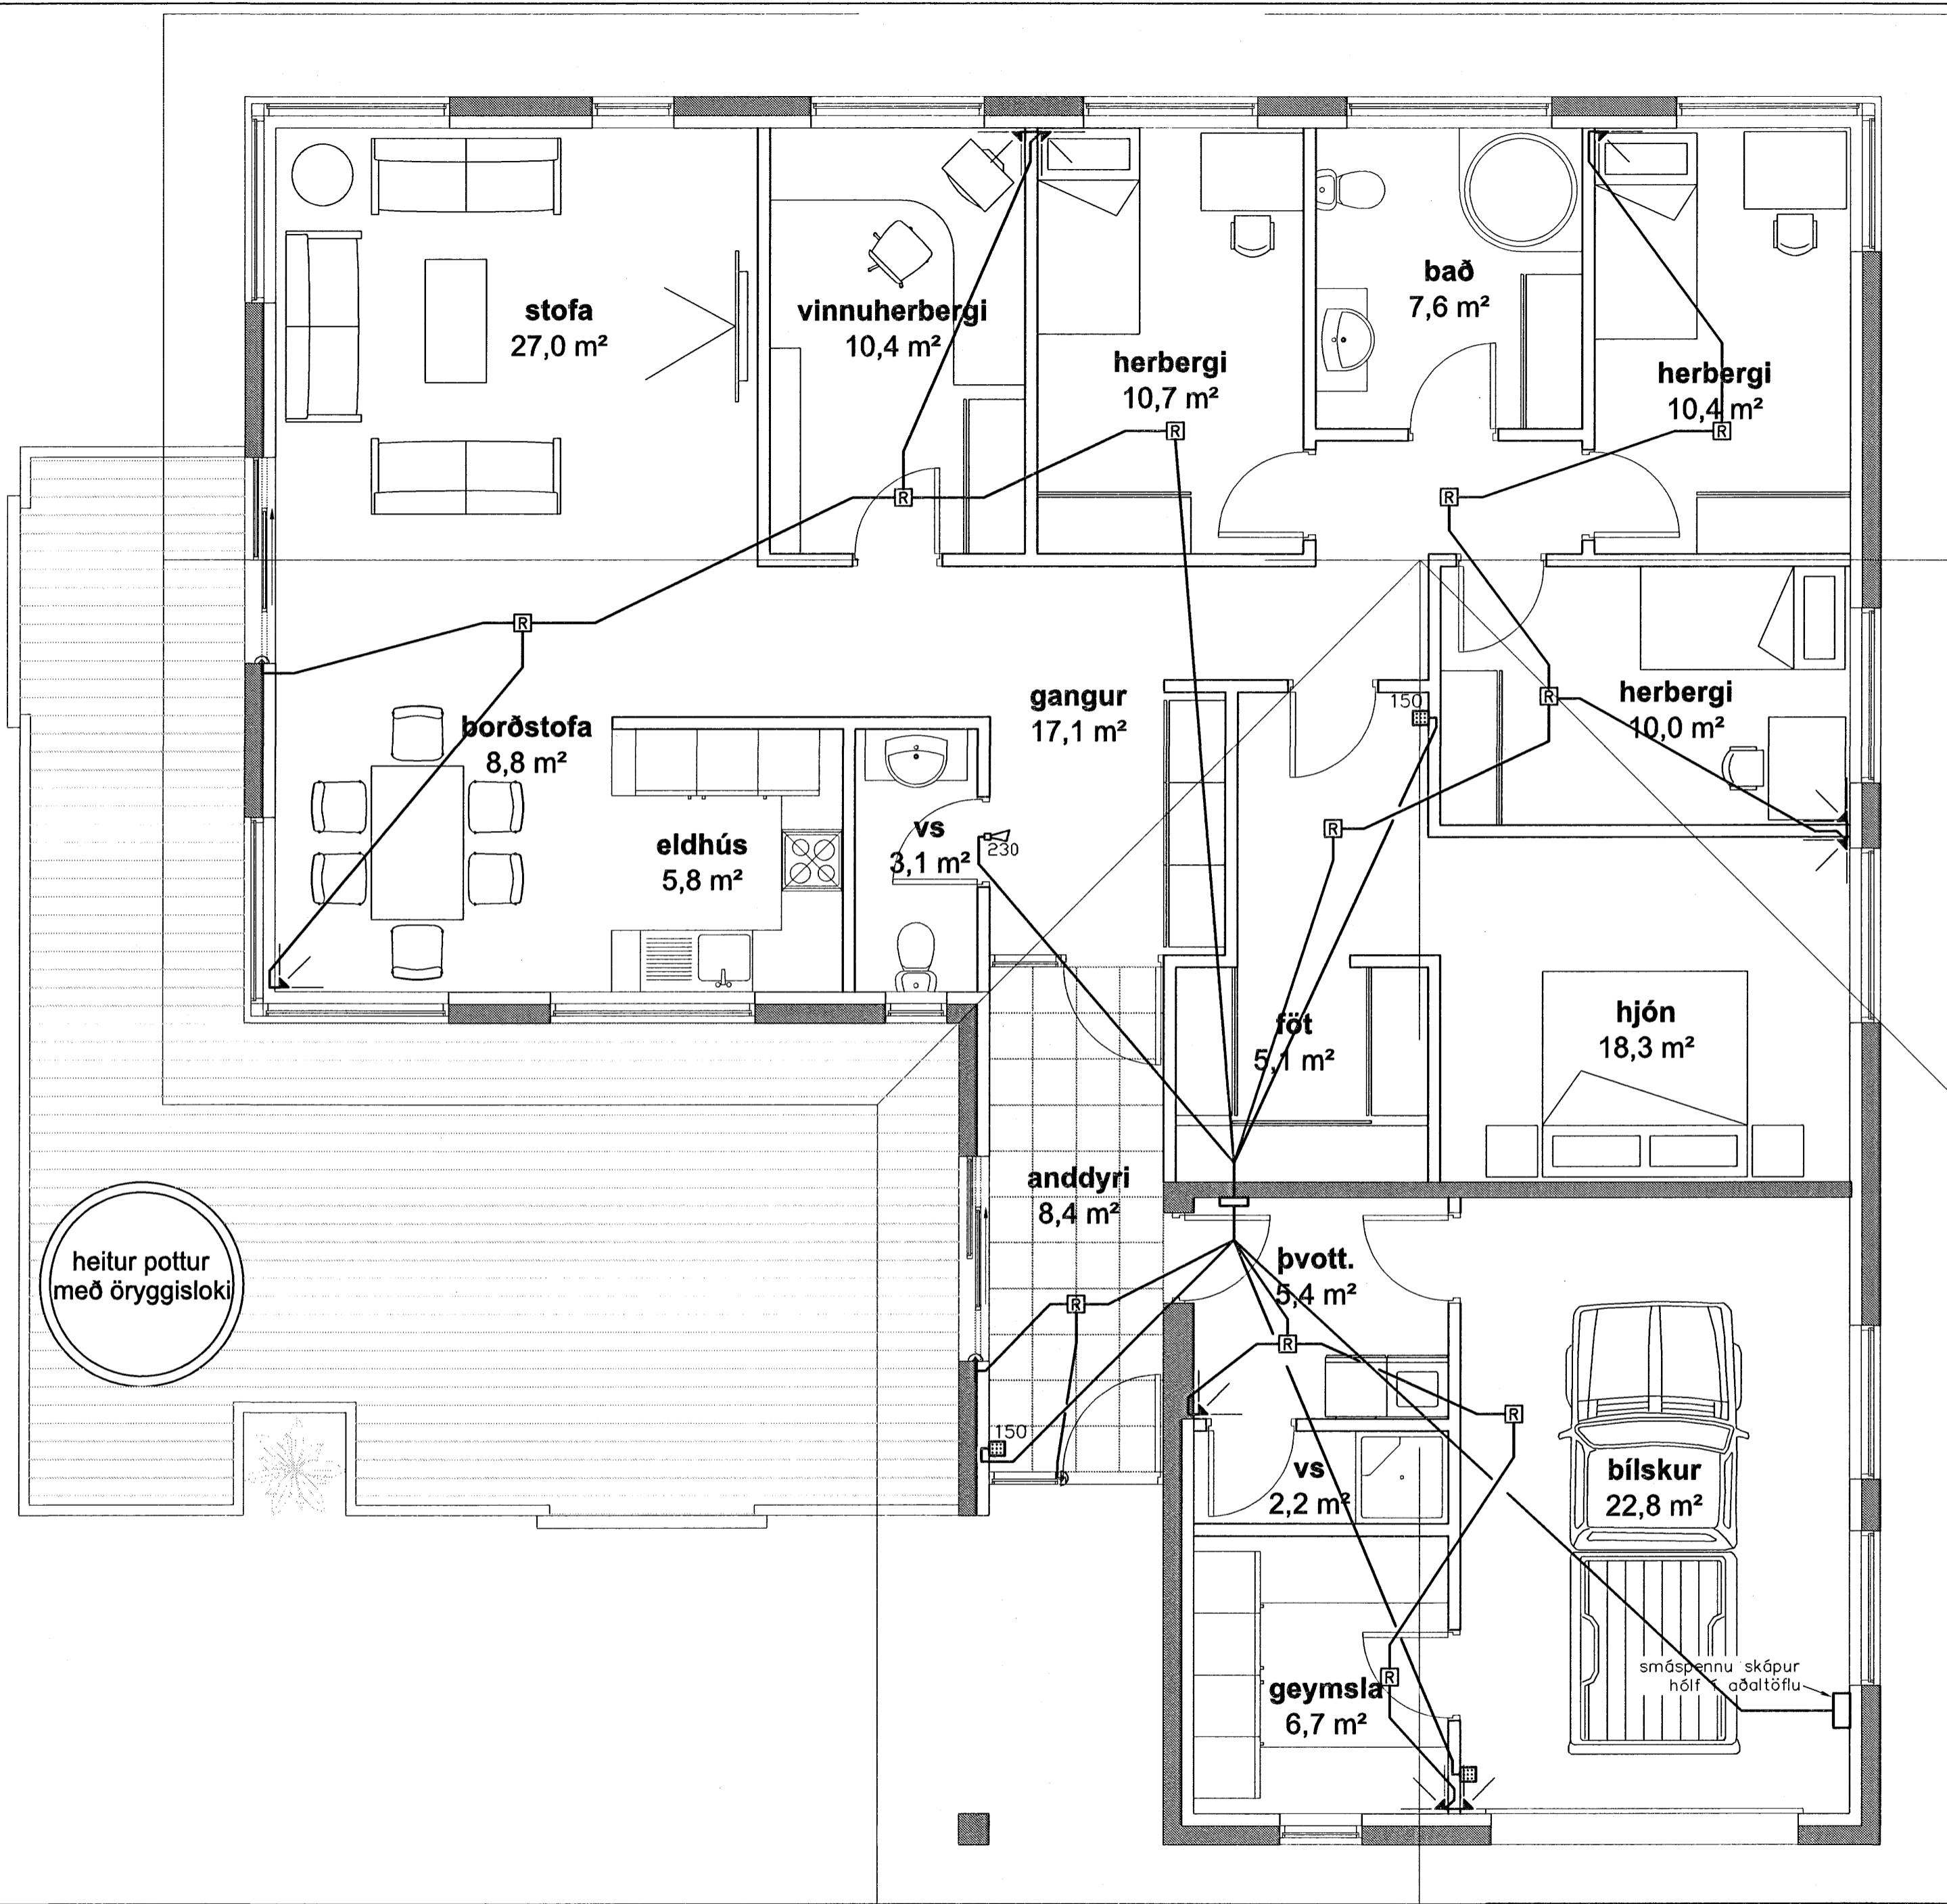 stofa
27,0 m²
vinnuherbergi
10,4 m²
herbergi
10,7 m²
bað
7,6 m²
herbergi
10,4 m²
R
R
R
R
R
R
R
borðstofa
8,8 m²
gangur
17,1 m²
150
herbergi
10,0 m²
eldhús
5,8 m²
vs
3,1 m²
230
föt
5,1 m²
hjón
18,3 m²
anddyri
8,4 m²
heitur pottur
með öryggisloki
þvott.
5,4 m²
R
R
R
150
vs
2,2 m²
bílskur
22,8 m²
R
geymsla
6,7 m²
smáspennu skápur
hólf í aðaltöflu